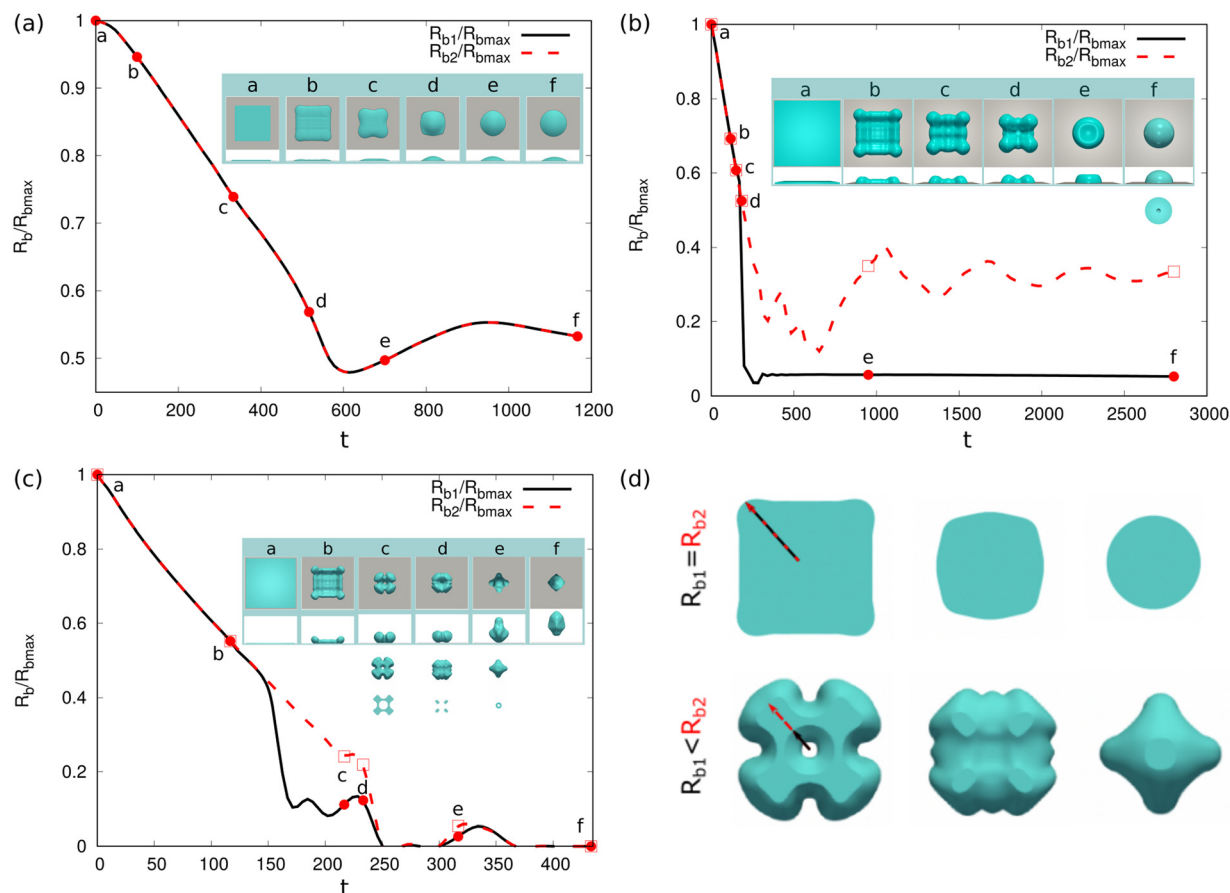 (a)
R_b/R_bmax
1
0.9
0.8
0.7
0.6
0.5
0 200 400 600 800 1000 1200
t
R_b1/R_bmax
R_b2/R_bmax
a b c d e f
a
b
c
d
e
f
(b)
R_b/R_bmax
1
0.8
0.6
0.4
0.2
0
0 500 1000 1500 2000 2500 3000
t
R_b1/R_bmax
R_b2/R_bmax
a b c d e f
a
b
c
d
e
f
(c)
R_b/R_bmax
1
0.8
0.6
0.4
0.2
0
0 50 100 150 200 250 300 350 400
t
R_b1/R_bmax
R_b2/R_bmax
a b c d e f
a
b
c
d
e
f
(d)
R_b1=R_b2
R_b1<R_b2